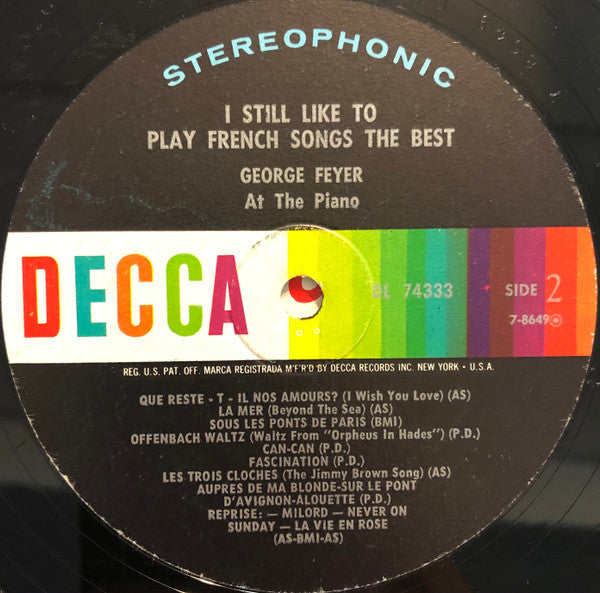 STEREOPHONIC
I STILL LIKE TO
PLAY FRENCH SONGS THE BEST
GEORGE FEYER
At The Piano
DECCA
DL 74333
SIDE 2
7-8649
REG. U.S. PAT. OFF. MARCA REGISTRADA M'F'R'D BY DECCA RECORDS INC. NEW YORK • U.S.A.
QUE RESTE - T - IL NOS AMOURS? (I Wish You Love) (AS)
LA MER (Beyond The Sea) (AS)
SOUS LES PONTS DE PARIS (BMI)
OFFENBACH WALTZ (Waltz From "Orpheus In Hades") (P.D.)
CAN-CAN (P.D.)
FASCINATION (P.D.)
LES TROIS CLOCHES (The Jimmy Brown Song) (AS)
AUPRES DE MA BLONDE-SUR LE PONT
D'AVIGNON-ALOUETTE (P.D.)
REPRISE: — MILORD — NEVER ON
SUNDAY — LA VIE EN ROSE
(AS-BMI-AS)